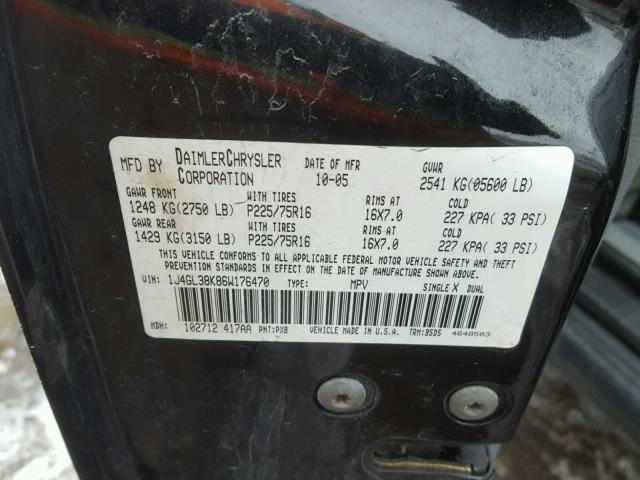 MFD BY DAIMLERCHRYSLER CORPORATION DATE OF MFR 10-05 GVWR 2541 KG(05600 LB)
GAWR FRONT WITH TIRES RIMS AT COLD
1248 KG(2750 LB) P225/75R16 16X7.0 227 KPA( 33 PSI)
GAWR REAR WITH TIRES RIMS AT COLD
1429 KG(3150 LB) P225/75R16 16X7.0 227 KPA( 33 PSI)
THIS VEHICLE CONFORMS TO ALL APPLICABLE FEDERAL MOTOR VEHICLE SAFETY AND THEFT
PREVENTION STANDARDS IN EFFECT ON THE DATE OF MANUFACTURE SHOWN ABOVE.
VIN: 1J4GL38K86W176470 TYPE: MPV SINGLE X DUAL
MDH: 102712 417AA PNT:PX8 VEHICLE MADE IN U.S.A. TRM:B5D5 4648503